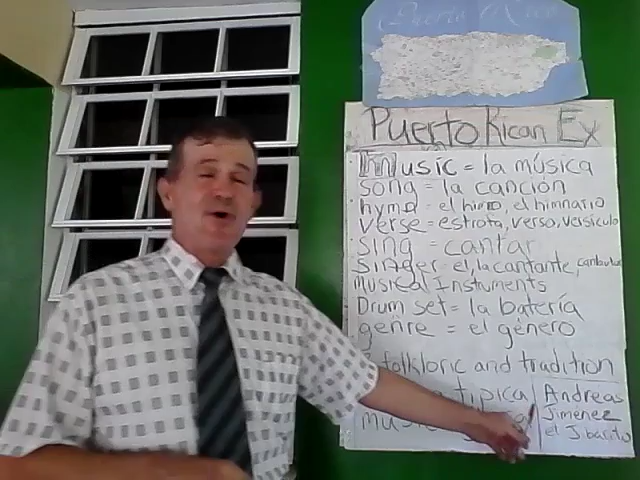 Puerto Rico
Puerto Rican Ex
Music = la música
song = la canción
hymn = el himno, el himnario
verse = estrofa, verso, versículo
sing = cantar
singer = el, la cantante,
Musical Instruments
Drum set = la batería
genre = el género
folkloric and tradition
típica Andreas
mus Jiménez
el Jibarito